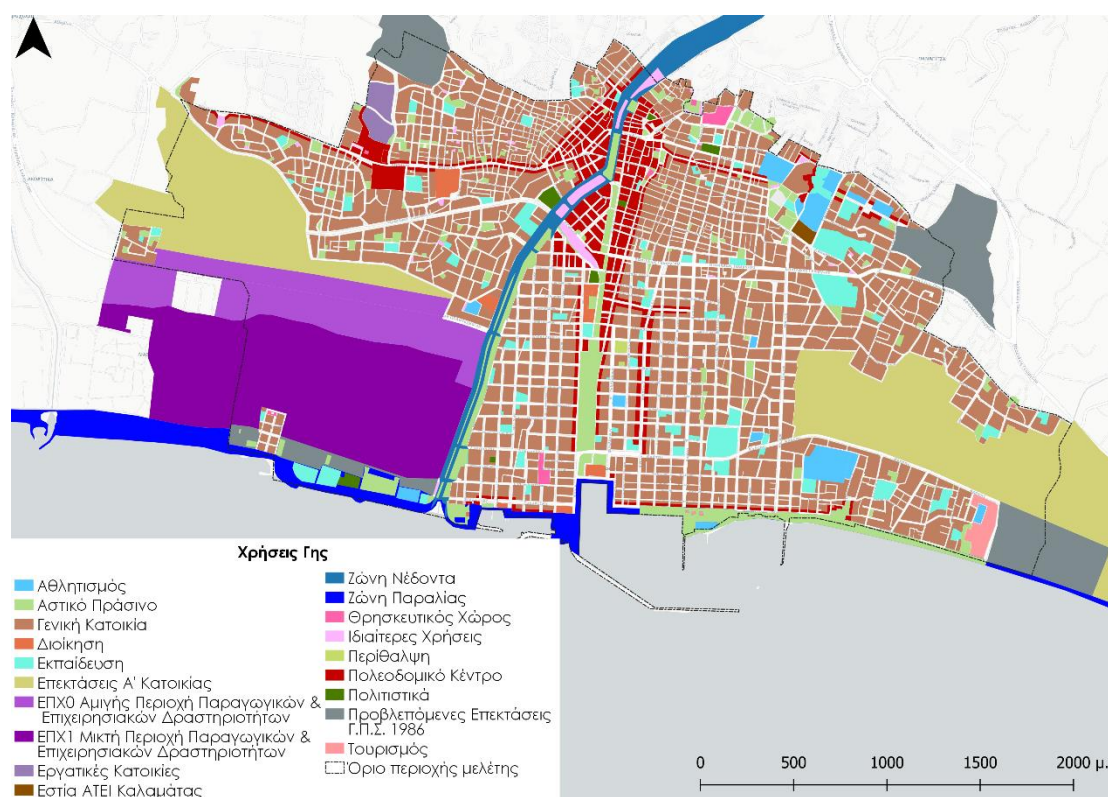 Χρήσεις Γης
Αθλητισμός
Αστικό Πράσινο
Γενική Κατοικία
Διοίκηση
Εκπαίδευση
Επεκτάσεις Α' Κατοικίας
ΕΠΧ0 Αμιγής Περιοχή Παραγωγικών &
Επιχειρησιακών Δραστηριοτήτων
ΕΠΧ1 Μικτή Περιοχή Παραγωγικών &
Επιχειρησιακών Δραστηριοτήτων
Εργατικές Κατοικίες
Εστία ΑΤΕΙ Καλαμάτας
Ζώνη Νέδοντα
Ζώνη Παραλίας
Θρησκευτικός Χώρος
Ιδιαίτερες Χρήσεις
Περίθαλψη
Πολεοδομικό Κέντρο
Πολιτιστικά
Προβλεπόμενες Επεκτάσεις
Γ.Π.Σ. 1986
Τουρισμός
Όριο περιοχής μελέτης
0 500 1000 1500 2000 μ.